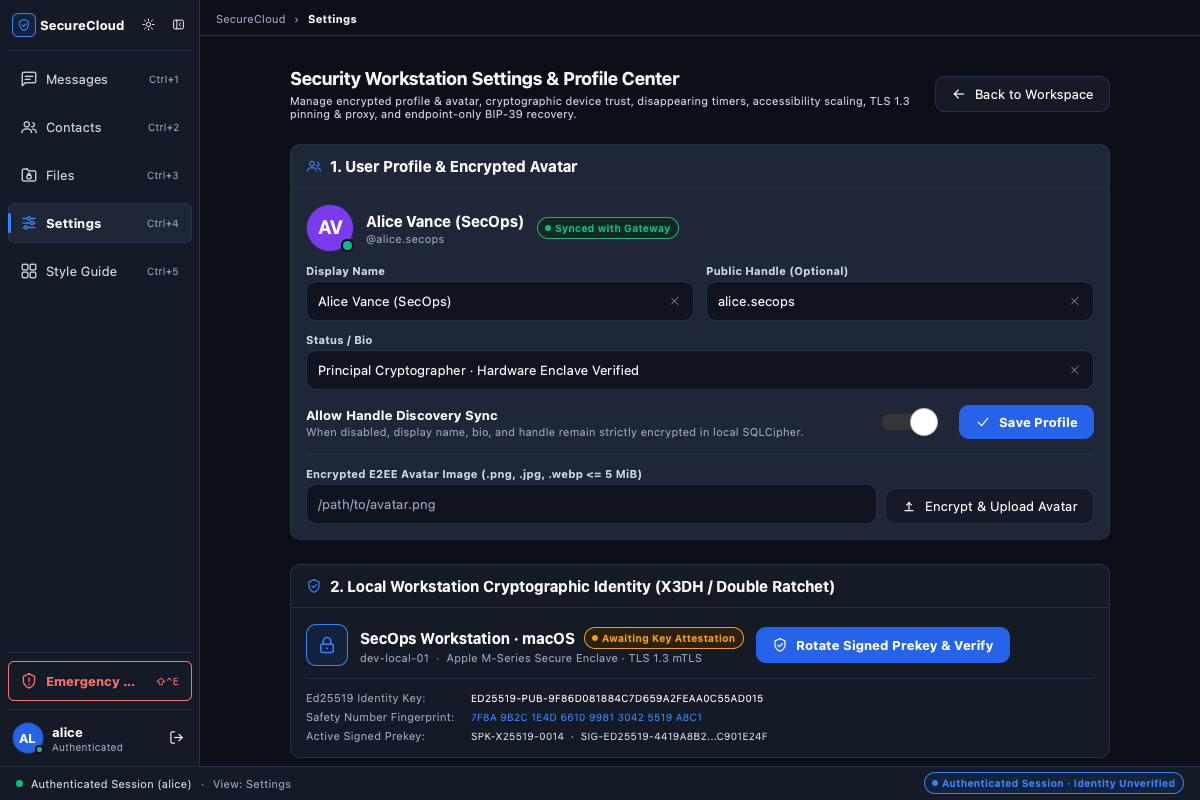 SecureCloud
SecureCloud › Settings
Messages Ctrl+1
Contacts Ctrl+2
Files Ctrl+3
Settings Ctrl+4
Style Guide Ctrl+5
Emergency ... ⇧^E
AL
alice
Authenticated
Security Workstation Settings & Profile Center
Manage encrypted profile & avatar, cryptographic device trust, disappearing timers, accessibility scaling, TLS 1.3
pinning & proxy, and endpoint-only BIP-39 recovery.
Back to Workspace
1. User Profile & Encrypted Avatar
AV
Alice Vance (SecOps)
@alice.secops
Synced with Gateway
Display Name
Public Handle (Optional)
Alice Vance (SecOps)
alice.secops
Status / Bio
Principal Cryptographer · Hardware Enclave Verified
Allow Handle Discovery Sync
When disabled, display name, bio, and handle remain strictly encrypted in local SQLCipher.
Save Profile
Encrypted E2EE Avatar Image (.png, .jpg, .webp <= 5 MiB)
/path/to/avatar.png
Encrypt & Upload Avatar
2. Local Workstation Cryptographic Identity (X3DH / Double Ratchet)
SecOps Workstation · macOS
Awaiting Key Attestation
dev-local-01 · Apple M-Series Secure Enclave · TLS 1.3 mTLS
Rotate Signed Prekey & Verify
Ed25519 Identity Key: ED25519-PUB-9F86D081884C7D659A2FEAA0C55AD015
Safety Number Fingerprint: 7F8A 9B2C 1E4D 6610 9981 3042 5519 A8C1
Active Signed Prekey: SPK-X25519-0014 · SIG-ED25519-4419A8B2...C901E24F
Authenticated Session (alice) · View: Settings
Authenticated Session · Identity Unverified